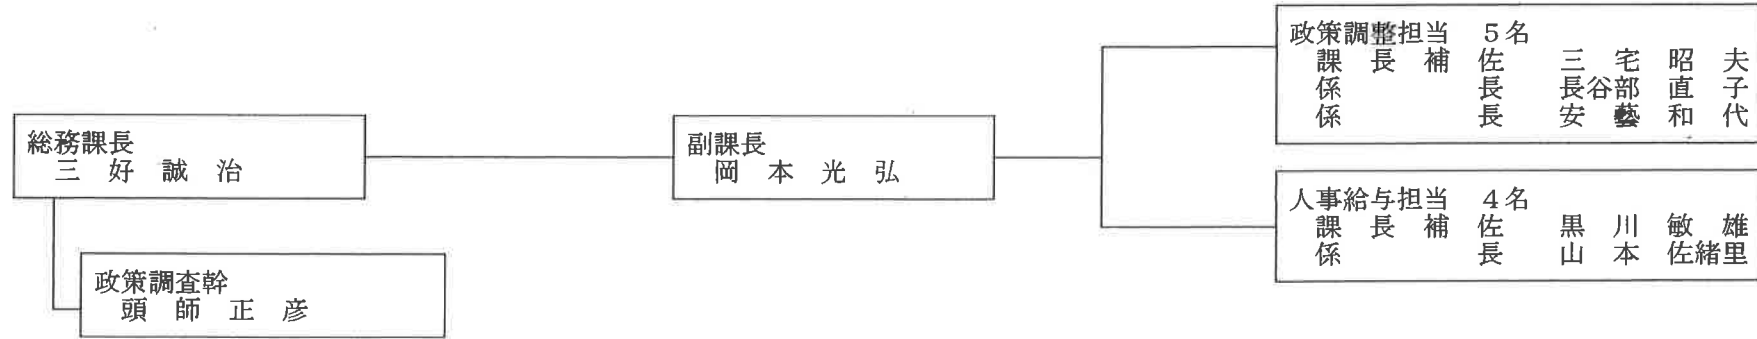 総務課長
三好誠治
政策調査幹
頭師正彦
副課長
岡本光弘
政策調整担当 5名
課長補佐 三宅昭夫
係長 長谷部直子
係長 安藝和代
人事給与担当 4名
課長補佐 黒川敏雄
係長 山本佐緒里